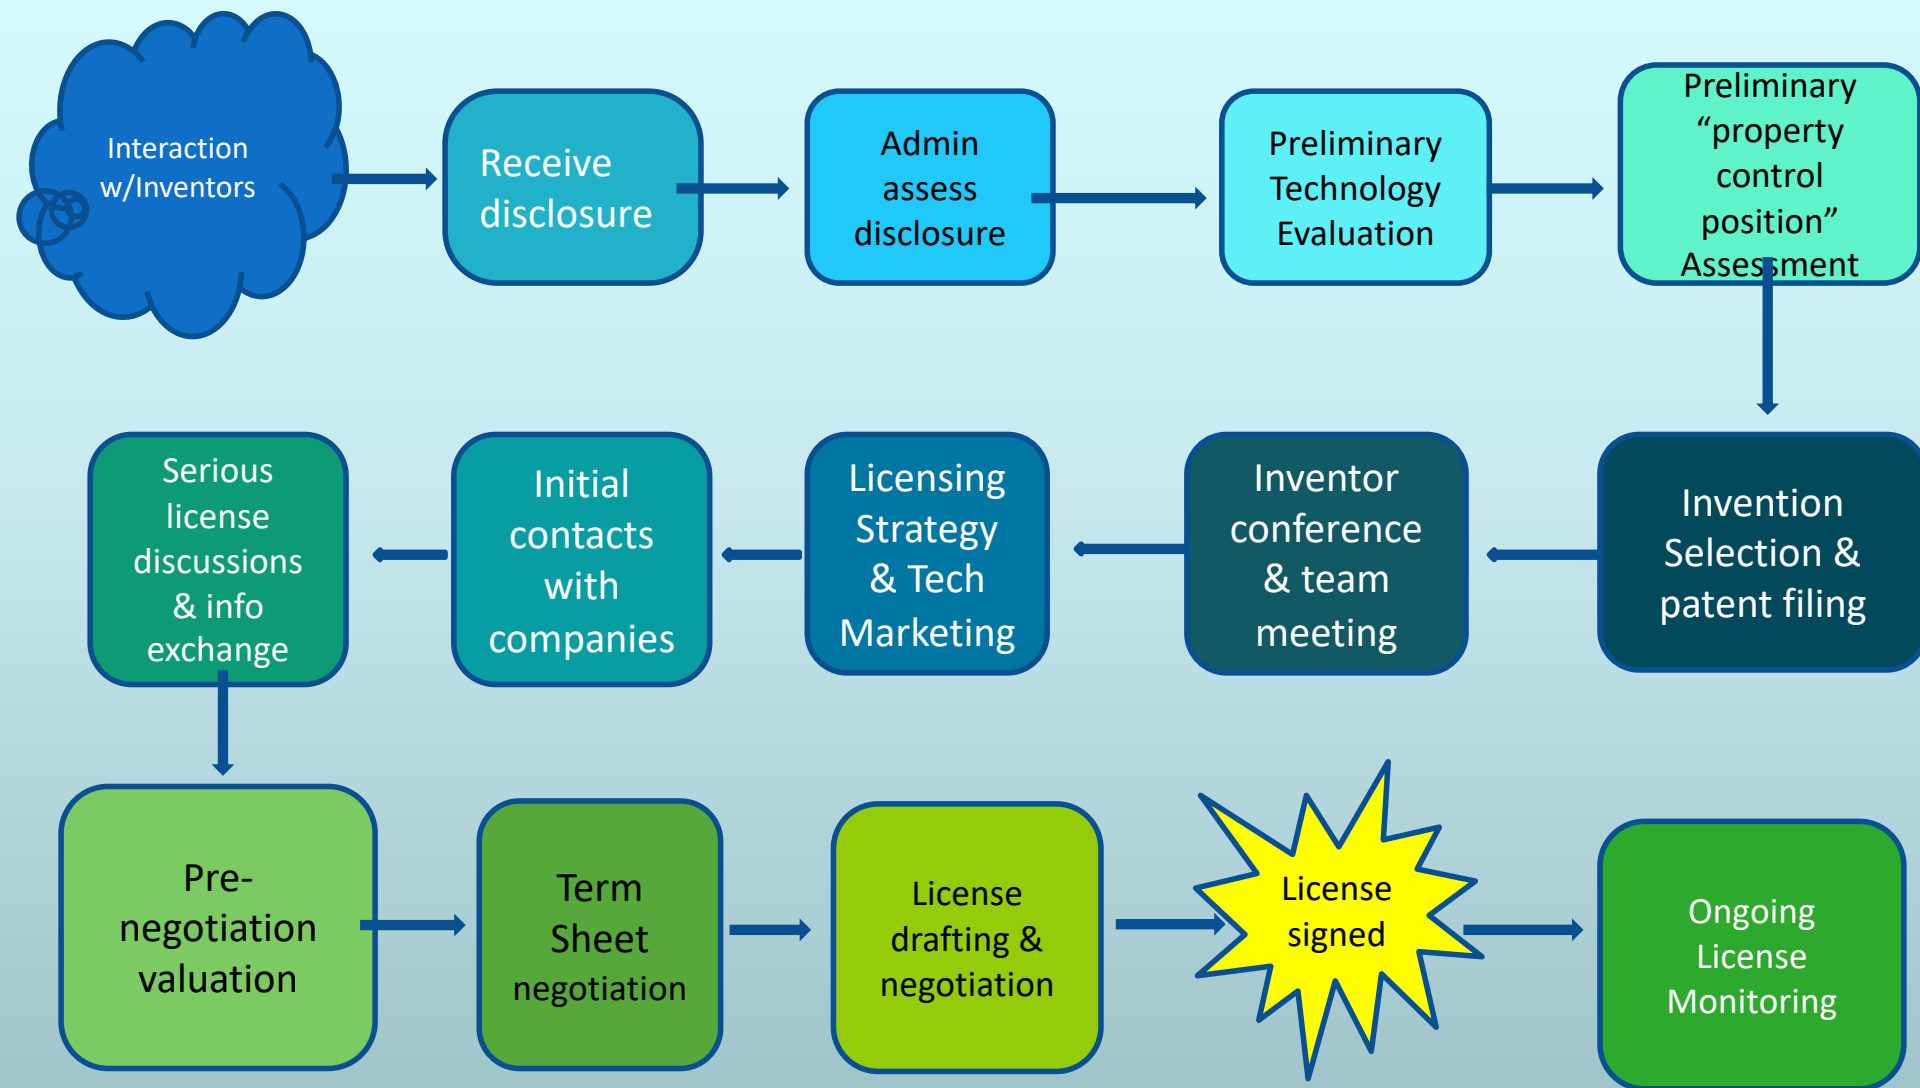 Interaction
w/Inventors
Receive
disclosure
Admin
assess
disclosure
Preliminary
Technology
Evaluation
Preliminary
“property
control
position”
Assessment
Invention
Selection &
patent filing
Inventor
conference
& team
meeting
Licensing
Strategy
& Tech
Marketing
Initial
contacts
with
companies
Serious
license
discussions
& info
exchange
Pre-
negotiation
valuation
Term
Sheet
negotiation
License
drafting &
negotiation
License
signed
Ongoing
License
Monitoring